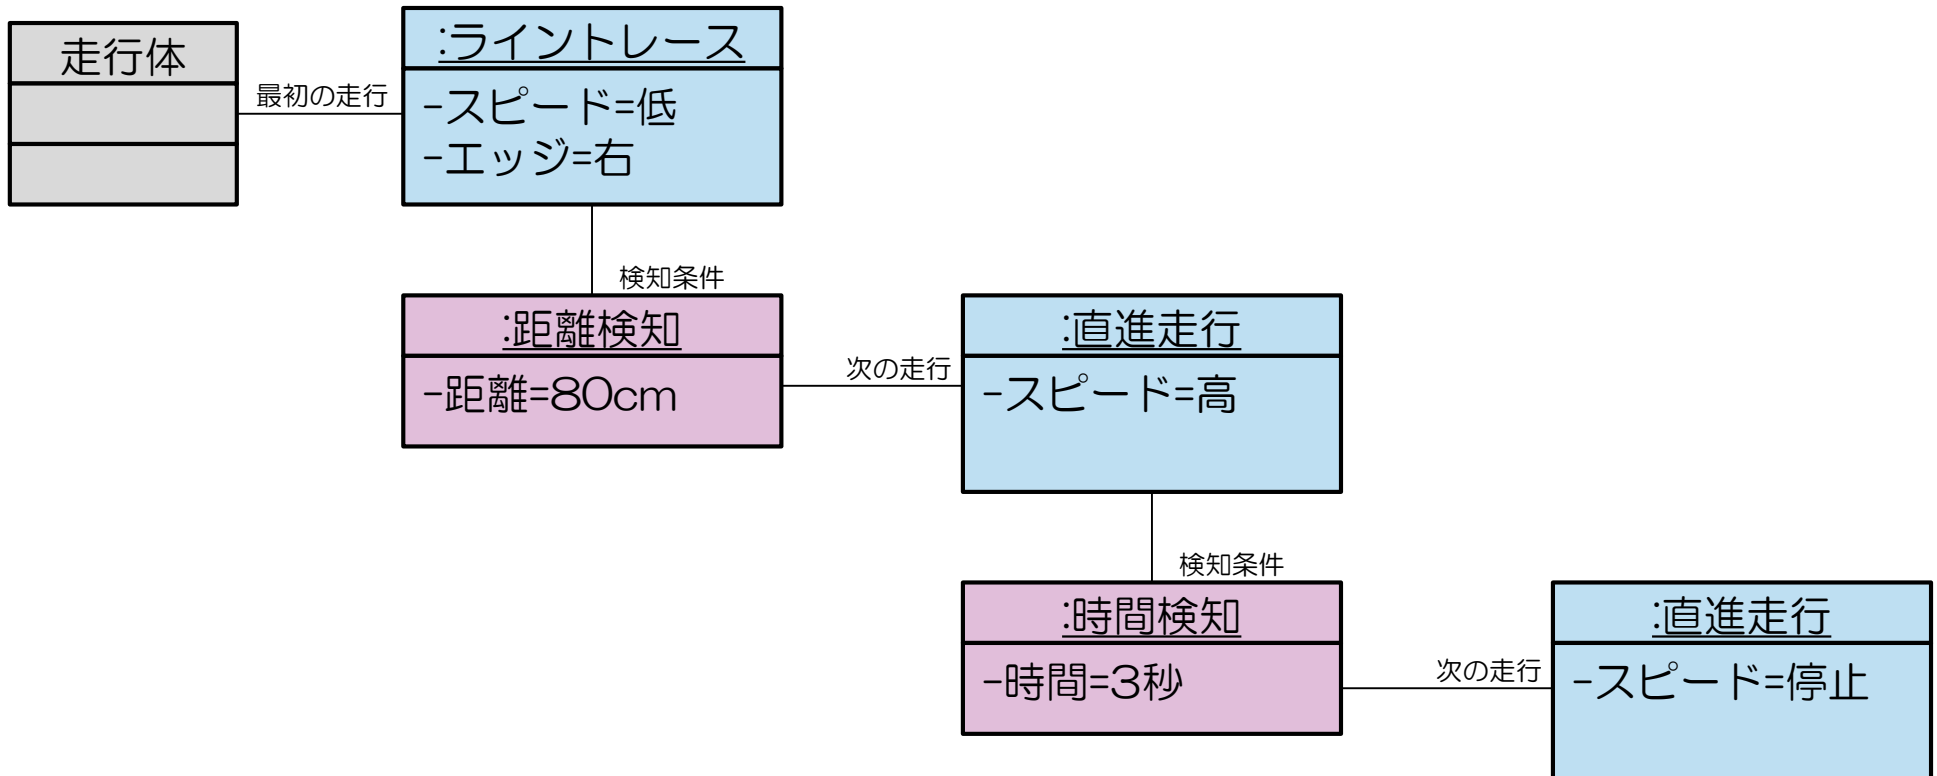 走行体
最初の走行
:ライントレース
-スピード=低
-エッジ=右
検知条件
:距離検知
-距離=80cm
次の走行
:直進走行
-スピード=高
検知条件
:時間検知
-時間=3秒
次の走行
:直進走行
-スピード=停止